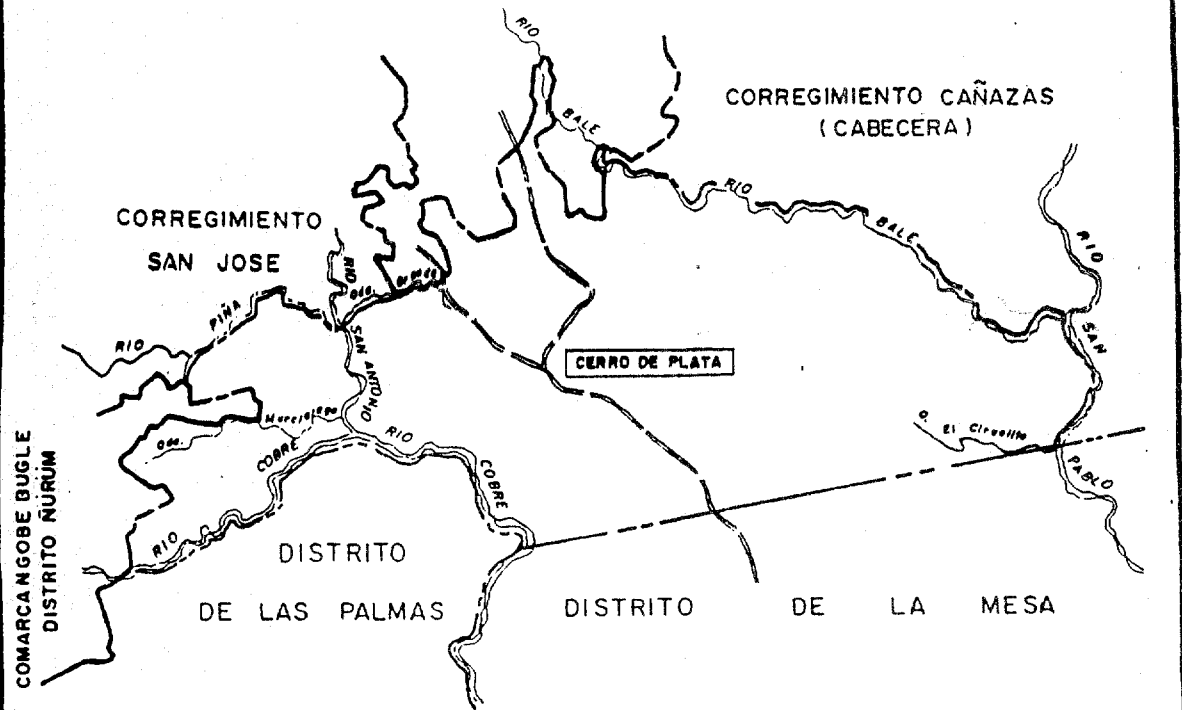 RIO
BALE
CORREGIMIENTO CAÑAZAS
(CABECERA)
RIO
BALE
RIO
SAN
PABLO
CORREGIMIENTO
SAN JOSE
RIO
Qda. Grande
PIÑA
RIO
SAN ANTONIO
CERRO DE PLATA
Qda. Murcielago
Q. El Ciruelito
COBRE
RIO
RIO
COBRE
COMARCA NGOBE BUGLE
DISTRITO ÑURUM
DISTRITO
DE LAS PALMAS
DISTRITO DE LA MESA